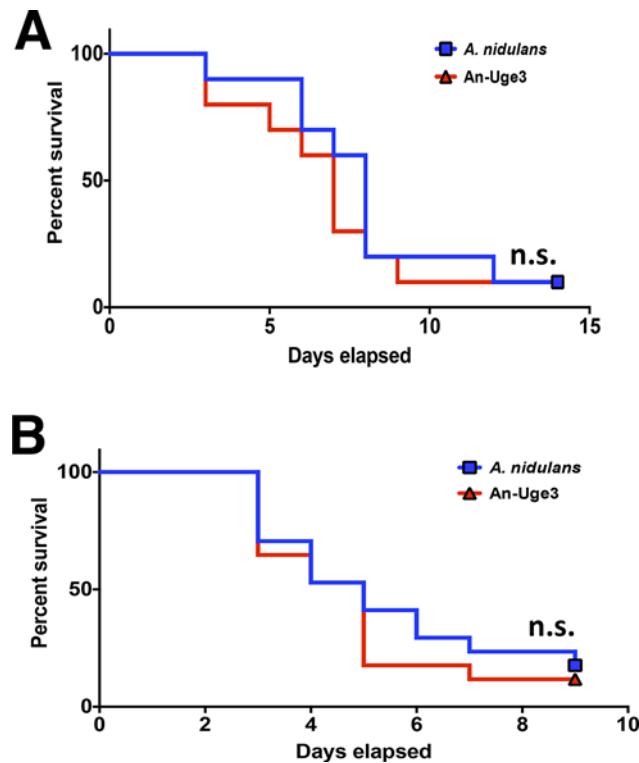 A
A. nidulans
An-Uge3
Percent survival
100
50
0
n.s.
0 5 10 15
Days elapsed
B
A. nidulans
An-Uge3
Percent survival
100
50
0
n.s.
0 2 4 6 8 10
Days elapsed